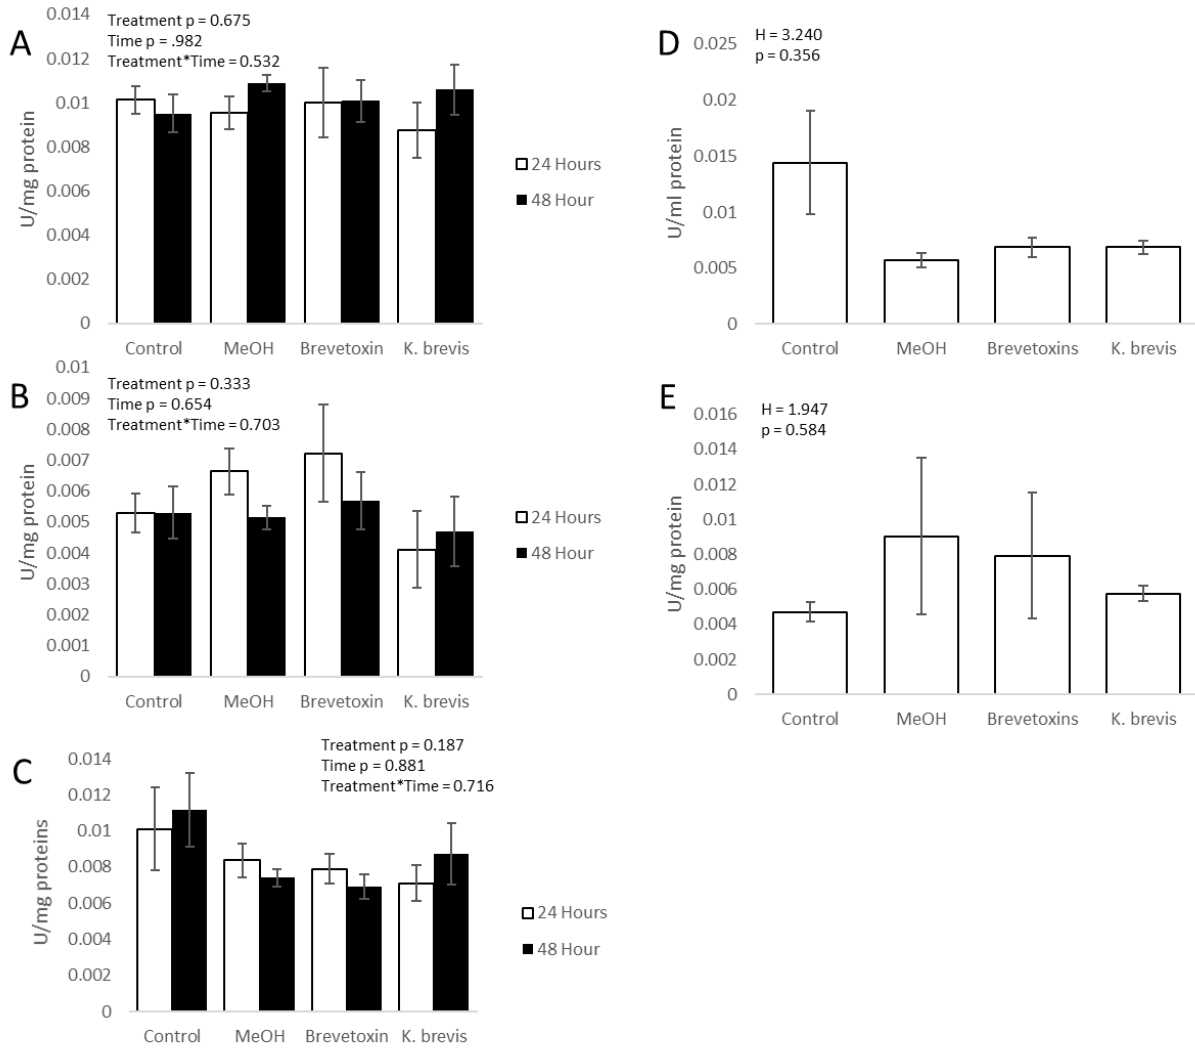 A
Treatment p = 0.675
Time p = .982
Treatment*Time = 0.532
U/mg protein
0.014
0.012
0.01
0.008
0.006
0.004
0.002
0
Control MeOH Brevetoxin K. brevis
24 Hours
48 Hour
B
Treatment p = 0.333
Time p = 0.654
Treatment*Time = 0.703
U/mg protein
0.01
0.009
0.008
0.007
0.006
0.005
0.004
0.003
0.002
0.001
0
Control MeOH Brevetoxin K. brevis
24 Hours
48 Hour
C
Treatment p = 0.187
Time p = 0.881
Treatment*Time = 0.716
U/mg proteins
0.014
0.012
0.01
0.008
0.006
0.004
0.002
0
Control MeOH Brevetoxin K. brevis
24 Hours
48 Hour
D
H = 3.240
p = 0.356
U/ml protein
0.025
0.02
0.015
0.01
0.005
0
Control MeOH Brevetoxins K. brevis
E
H = 1.947
p = 0.584
U/mg protein
0.016
0.014
0.012
0.01
0.008
0.006
0.004
0.002
0
Control MeOH Brevetoxins K. brevis